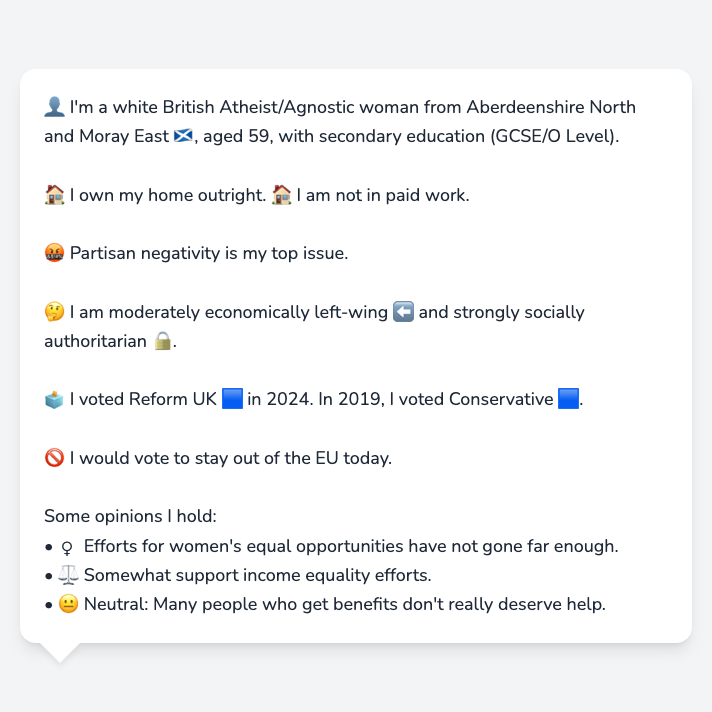 👤 I'm a white British Atheist/Agnostic woman from Aberdeenshire North
and Moray East 🏴󠁧󠁢󠁳󠁣󠁴󠁿, aged 59, with secondary education (GCSE/O Level).
🏠 I own my home outright. 🏠 I am not in paid work.
🤬 Partisan negativity is my top issue.
🤔 I am moderately economically left-wing ⬅️ and strongly socially
authoritarian 🔒.
🗳️ I voted Reform UK 🟦 in 2024. In 2019, I voted Conservative 🟦.
🚫 I would vote to stay out of the EU today.
Some opinions I hold:
• ♀ Efforts for women's equal opportunities have not gone far enough.
• ⚖️ Somewhat support income equality efforts.
• 😐 Neutral: Many people who get benefits don't really deserve help.